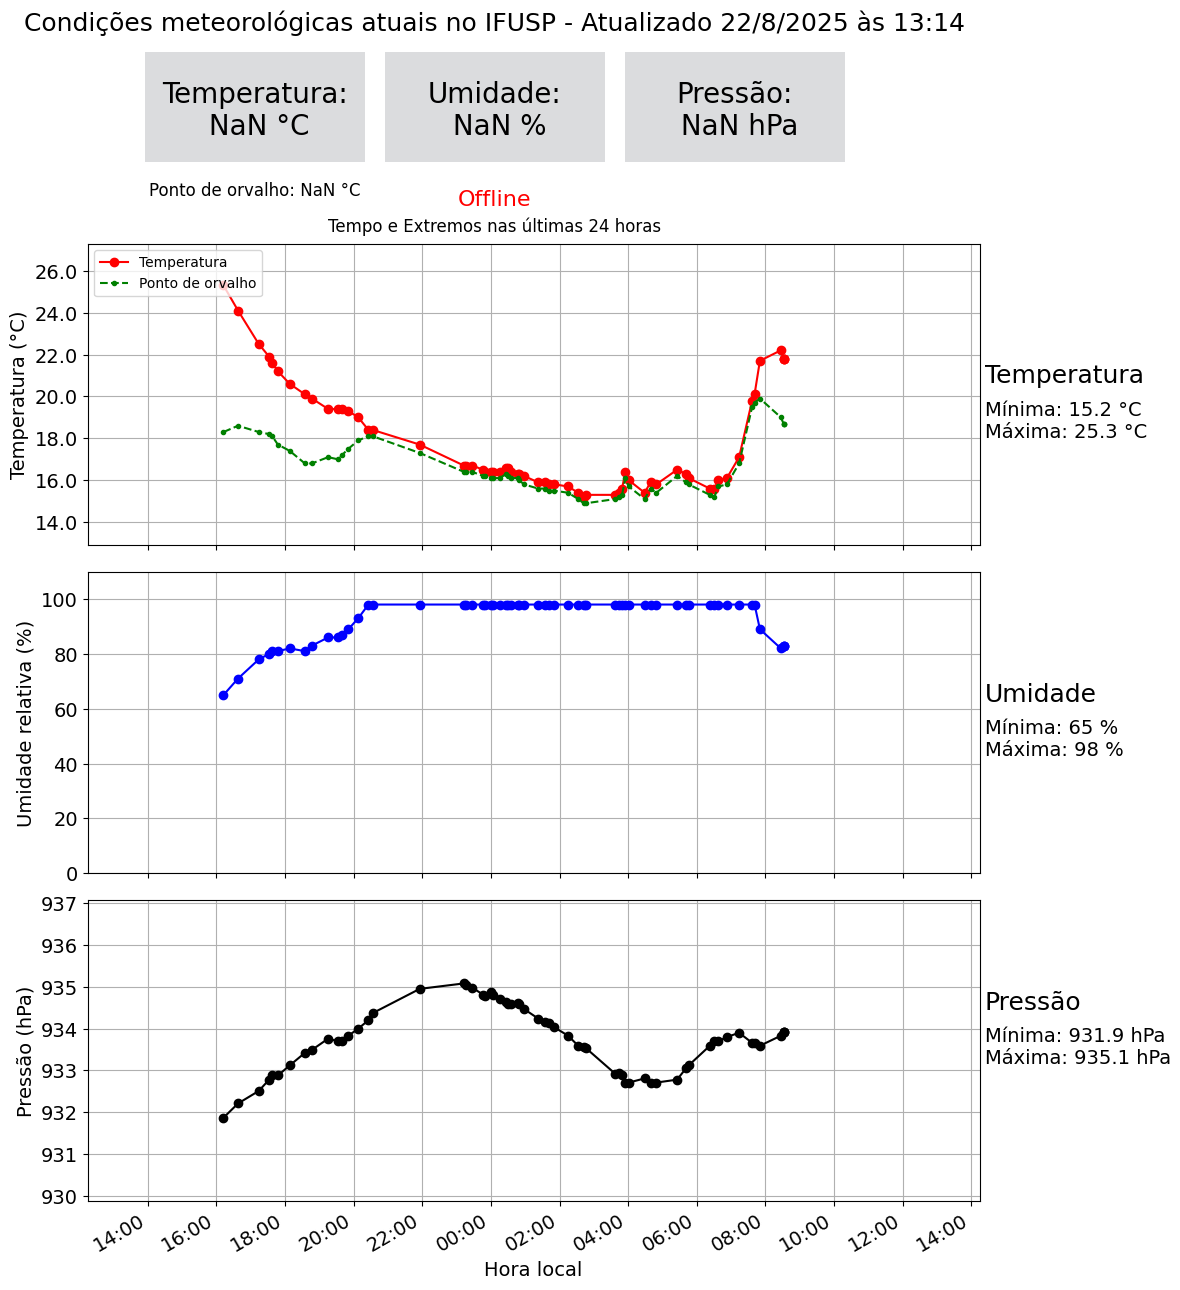 Condições meteorológicas atuais no IFUSP - Atualizado 22/8/2025 às 13:14
Temperatura:
NaN °C
Umidade:
NaN %
Pressão:
NaN hPa
Ponto de orvalho: NaN °C
Offline
Tempo e Extremos nas últimas 24 horas
Temperatura
Ponto de orvalho
Temperatura (°C)
26.0
24.0
22.0
20.0
18.0
16.0
14.0
Temperatura
Mínima: 15.2 °C
Máxima: 25.3 °C
Umidade relativa (%)
100
80
60
40
20
0
Umidade
Mínima: 65 %
Máxima: 98 %
Pressão (hPa)
937
936
935
934
933
932
931
930
Pressão
Mínima: 931.9 hPa
Máxima: 935.1 hPa
14:00 16:00 18:00 20:00 22:00 00:00 02:00 04:00 06:00 08:00 10:00 12:00 14:00
Hora local